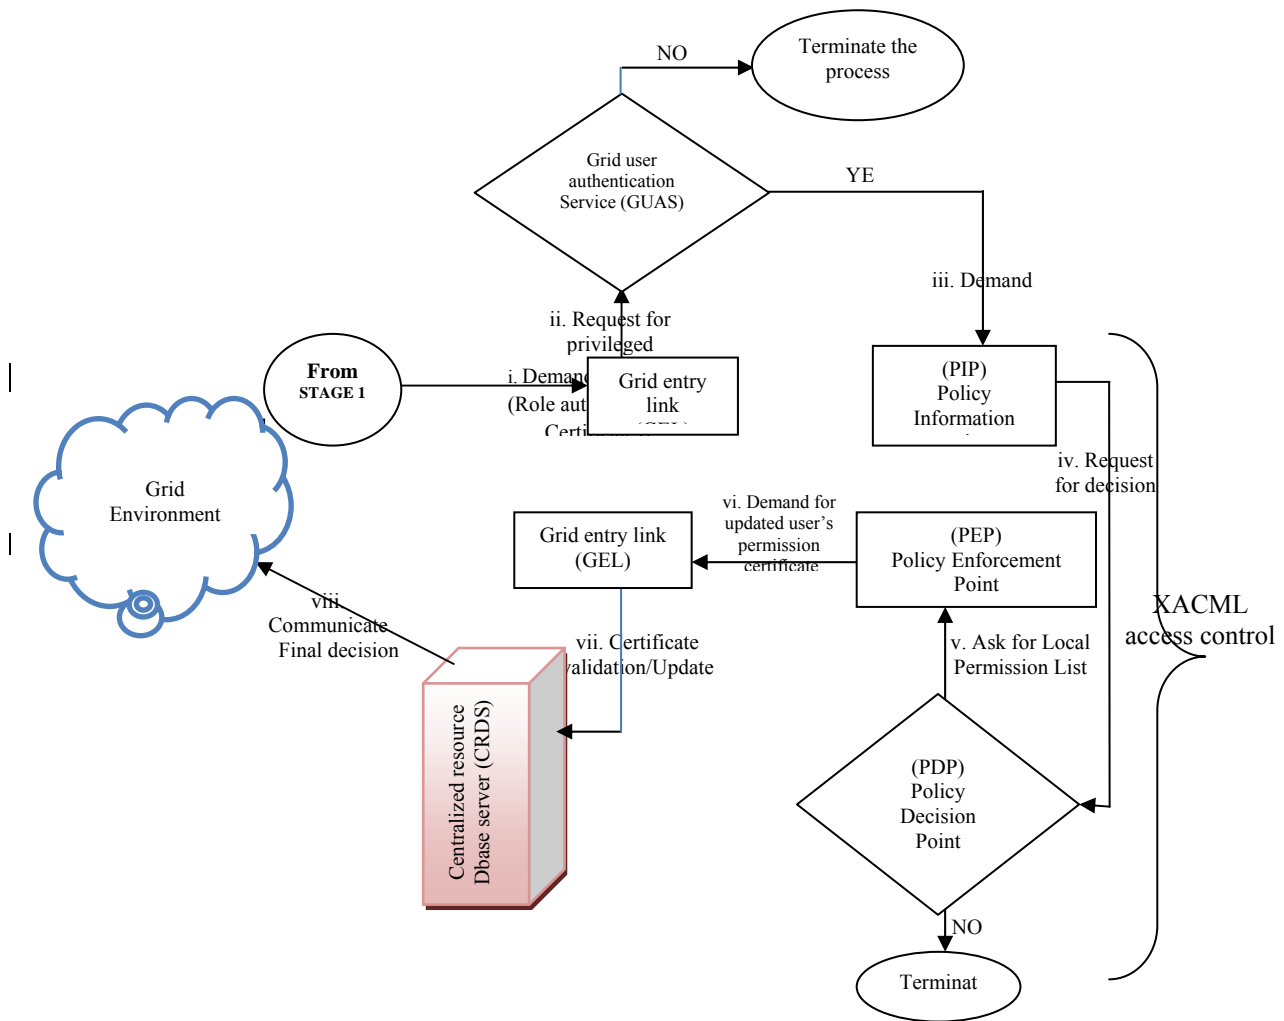 NO
Terminate the
process
Grid user
authentication
Service (GUAS)
YE
iii. Demand
ii. Request for
privileged
From
STAGE 1
i. Deman
(Role aut
Grid entry
link
(PIP)
Policy
Information
iv. Request
for decision
Grid
Environment
vi. Demand for
updated user's
permission
certificate
Grid entry link
(GEL)
(PEP)
Policy Enforcement
Point
XACML
access control
viii.
Communicate
Final decision
vii. Certificate
validation/Update
v. Ask for Local
Permission List
Centralized resource
Dbase server (CRDS)
(PDP)
Policy
Decision
Point
NO
Terminat